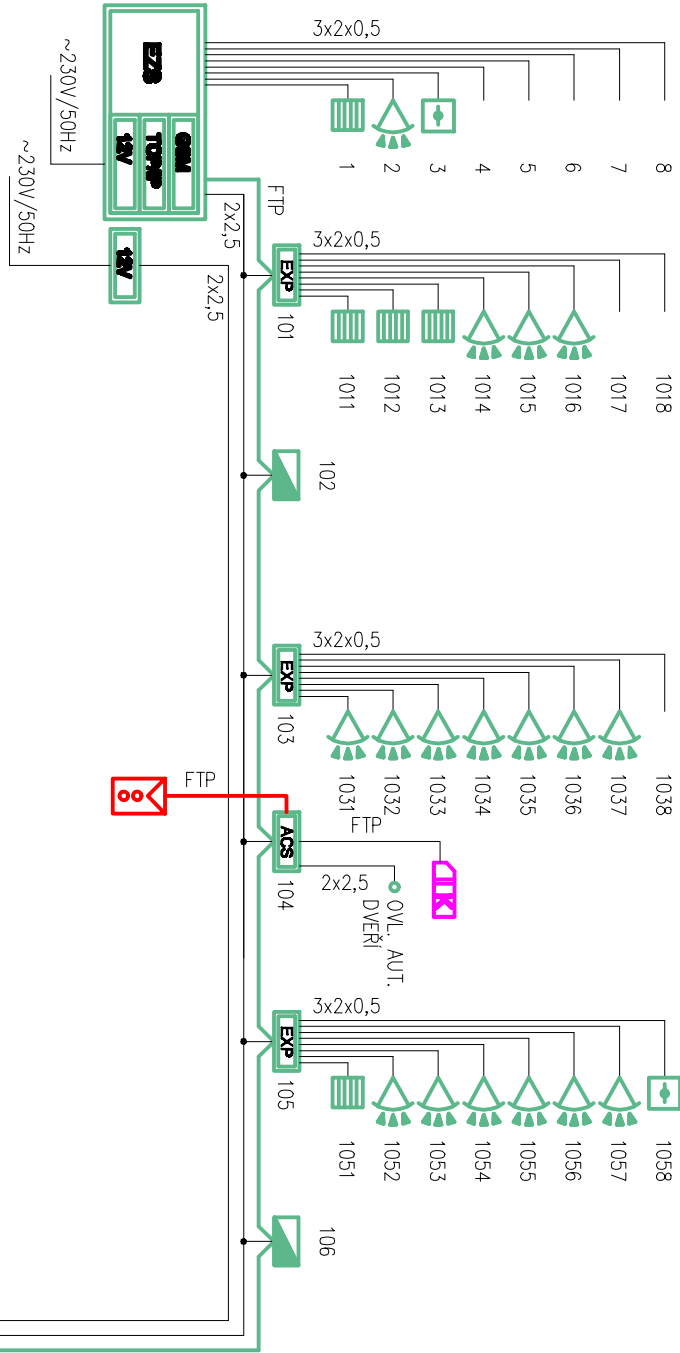 3x2x0,5
EZS
GSM
TCP/IP
12V
~230V/50Hz
~230V/50Hz
12V
1
2
3
4
5
6
7
8
FTP
2x2,5
2x2,5
3x2x0,5
EXP
101
1011
1012
1013
1014
1015
1016
1017
1018
102
3x2x0,5
EXP
103
1031
1032
1033
1034
1035
1036
1037
1038
FTP
ACS
104
FTP
K
2x2,5
OVL. AUT.
DVEŘÍ
3x2x0,5
EXP
105
1051
1052
1053
1054
1055
1056
1057
1058
106